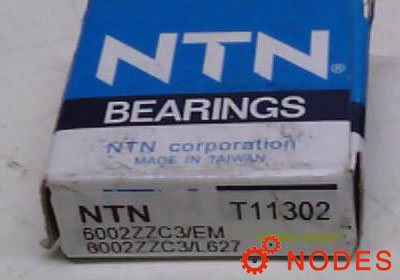 NTN®
BEARINGS
NTN corporation
MADE IN TAIWAN
NTN T11302
6002ZZC3/EM
6002ZZC3/L627
NODES